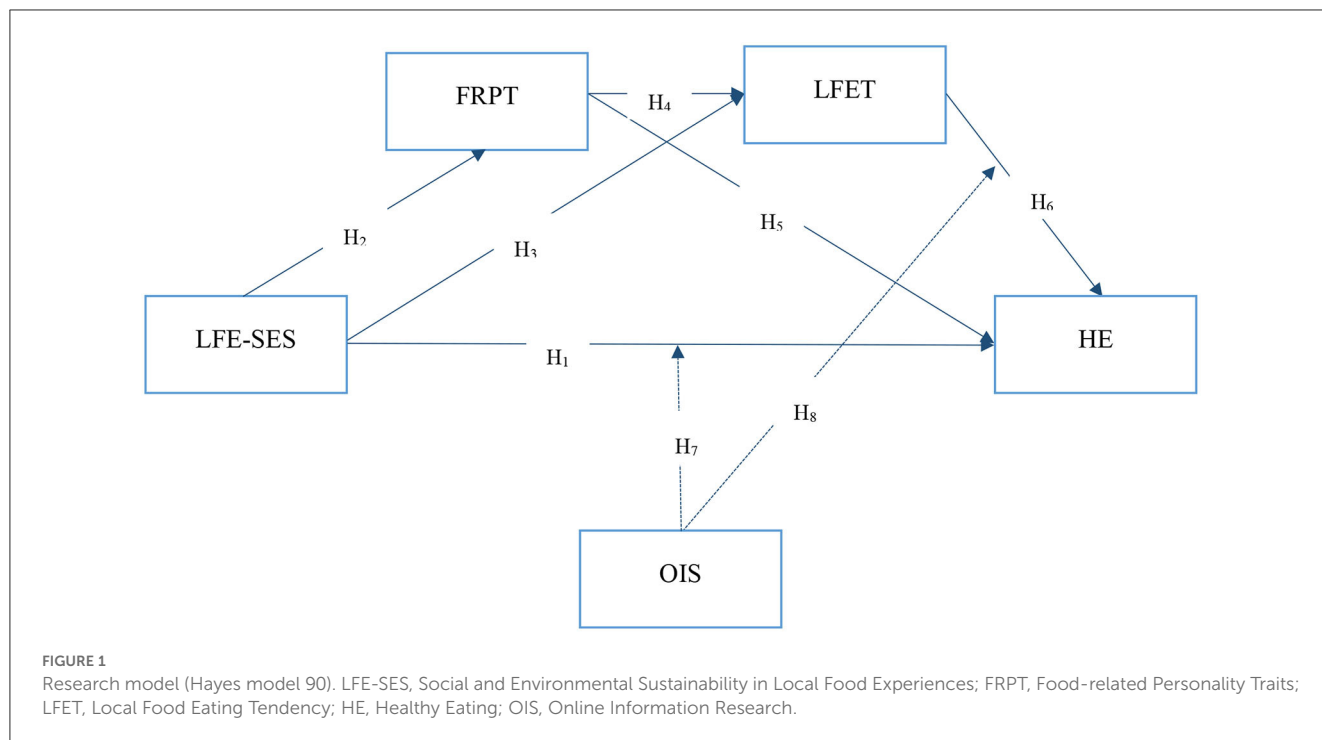 FRPT
H₄
LFET
H₂
H₃
H₅
H₆
LFE-SES
H₁
HE
H₈
H₇
OIS
FIGURE 1
Research model (Hayes model 90). LFE-SES, Social and Environmental Sustainability in Local Food Experiences; FRPT, Food-related Personality Traits;
LFET, Local Food Eating Tendency; HE, Healthy Eating; OIS, Online Information Research.